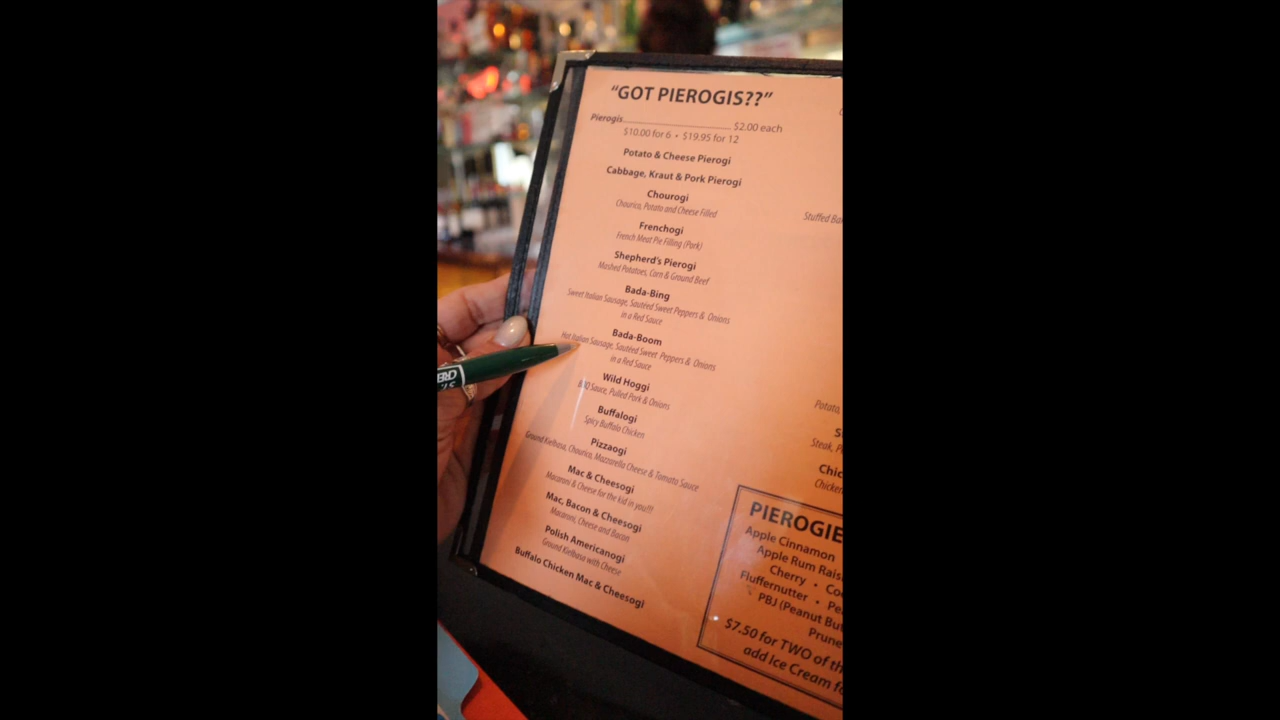 "GOT PIEROGIS??"
Pierogis $2.00 each
$10.00 for 6 • $19.95 for 12
Potato & Cheese Pierogi
Cabbage, Kraut & Pork Pierogi
Chourogi
Chourico, Potato and Cheese Filled
Frenchogi
French Meat Pie Filling (Pork)
Shepherd's Pierogi
Mashed Potatoes, Corn & Ground Beef
Bada-Bing
Sweet Italian Sausage, Sautéed Sweet Peppers & Onions
in a Red Sauce
Bada-Boom
Hot Italian Sausage, Sautéed Sweet Peppers & Onions
in a Red Sauce
Wild Hoggi
BBQ Sauce, Pulled Pork & Onions
Buffalogi
Spicy Buffalo Chicken
Pizzaogi
Ground Kielbasa, Chourico, Mozzarella Cheese & Tomato Sauce
Mac & Cheesogi
Macaroni & Cheese for the kid in you!!!
Mac, Bacon & Cheesogi
Macaroni, Cheese and Bacon
Polish Americanogi
Ground Kielbasa with Cheese
Buffalo Chicken Mac & Cheesogi
Stuffed
Potato,
Steak,
Chicken
PIEROGIE
Apple Cinnamon
Apple Rum
Cherry •
Fluffernutter •
PBJ (Peanut
Prune
$7.50 for TWO of
add Ice Cream